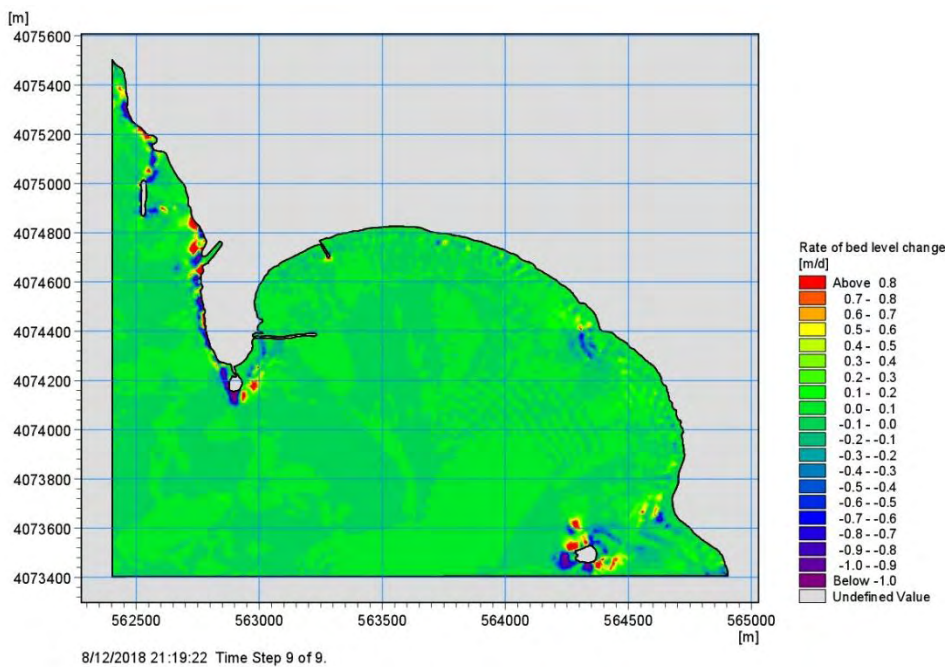 [m]
4075600
4075400
4075200
4075000
4074800
4074600
4074400
4074200
4074000
4073800
4073600
4073400
562500 563000 563500 564000 564500 565000
[m]
Rate of bed level change
[m/d]
Above 0.8
0.7 - 0.8
0.6 - 0.7
0.5 - 0.6
0.4 - 0.5
0.3 - 0.4
0.2 - 0.3
0.1 - 0.2
0.0 - 0.1
-0.1 - 0.0
-0.2 - -0.1
-0.3 - -0.2
-0.4 - -0.3
-0.5 - -0.4
-0.6 - -0.5
-0.7 - -0.6
-0.8 - -0.7
-0.9 - -0.8
-1.0 - -0.9
Below -1.0
Undefined Value
8/12/2018 21:19:22 Time Step 9 of 9.